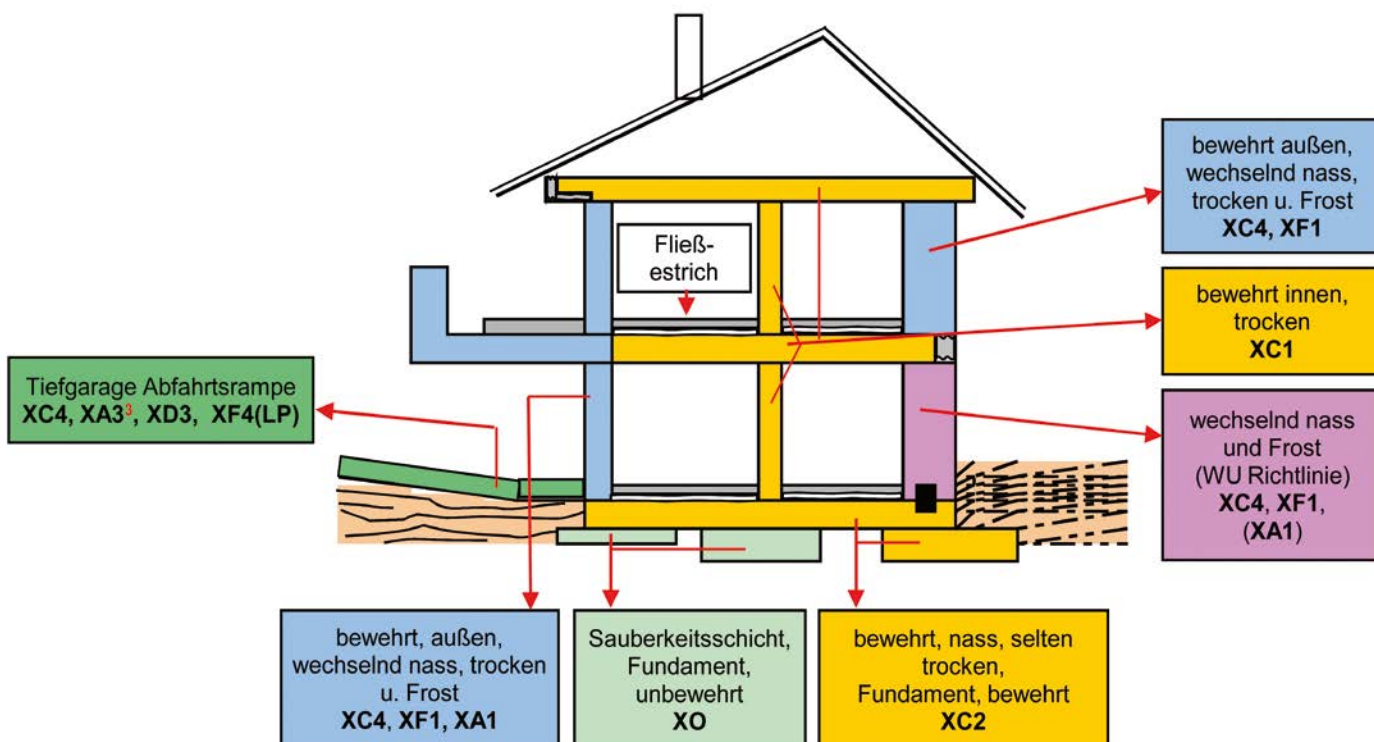 bewehrt außen,
wechselnd nass,
trocken u. Frost
XC4, XF1
Fließ-
estrich
bewehrt innen,
trocken
XC1
Tiefgarage Abfahrtsrampe
XC4, XA3³, XD3, XF4(LP)
wechselnd nass
und Frost
(WU Richtlinie)
XC4, XF1,
(XA1)
bewehrt, außen,
wechselnd nass, trocken
u. Frost
XC4, XF1, XA1
Sauberkeitsschicht,
Fundament,
unbewehrt
XO
bewehrt, nass, selten
trocken,
Fundament, bewehrt
XC2